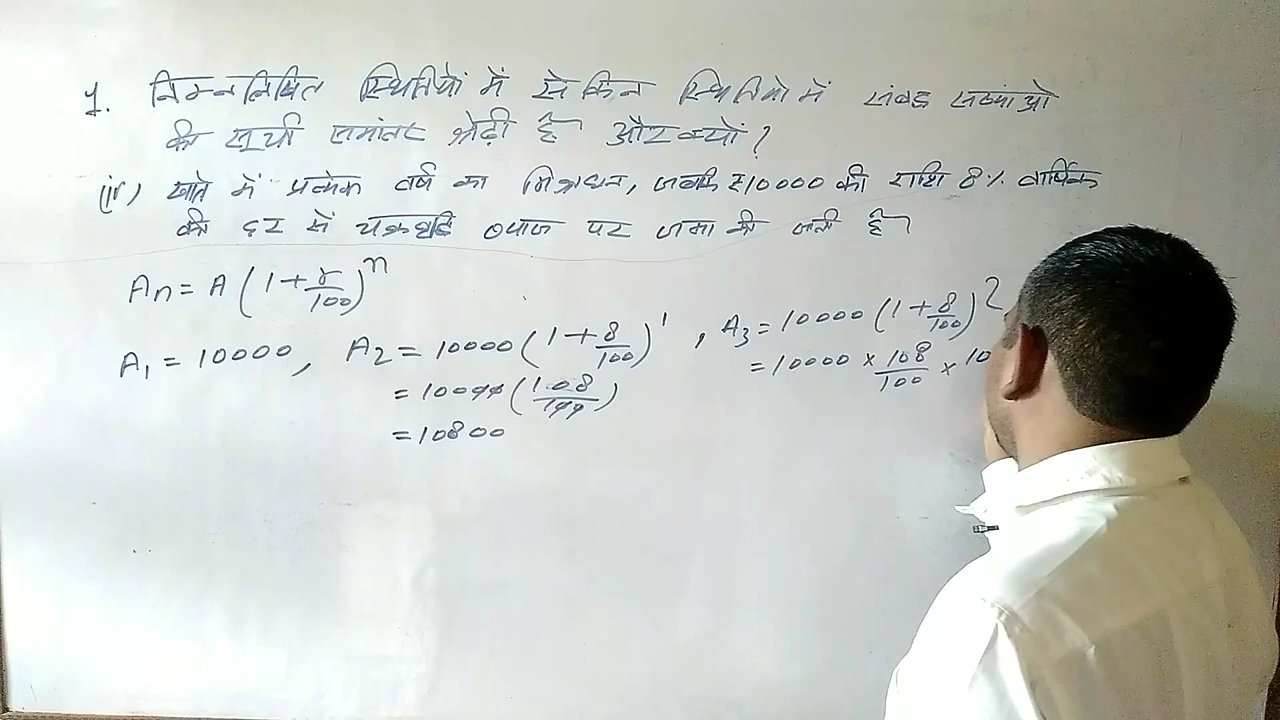 1. निम्नलिखित स्थितियों में से किन स्थितियों में संबद्ध संख्याओं
की सूची समांतर श्रेढ़ी है और क्यों?
(iv) खाते में प्रत्येक वर्ष का मिश्रधन, जबकि ₹10000 की राशि 8% वार्षिक
की दर से चक्रवृद्धि ब्याज पर जमा की जाती है
An = A (1 + r/100)^n
A1 = 10000, A2 = 10000 (1 + 8/100)^1, A3 = 10000 (1 + 8/100)^2
= 10000 (108/100) = 10000 × 108/100 × 10
= 10800